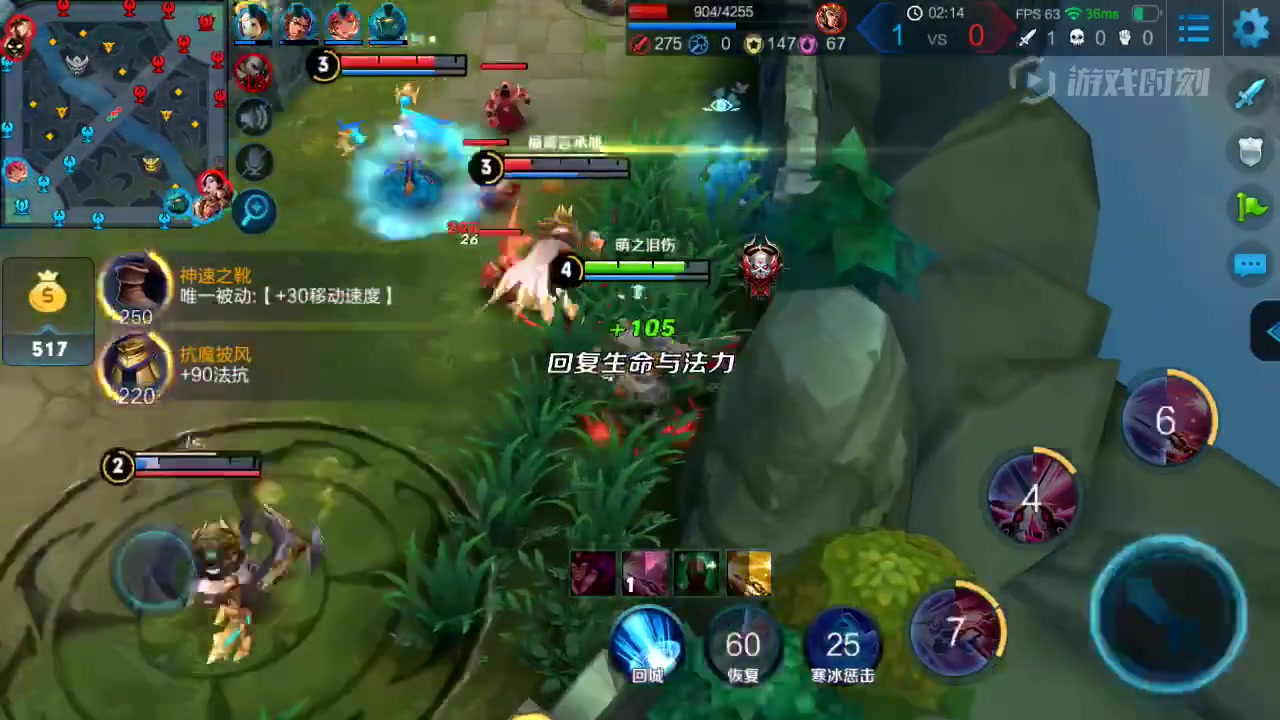 904/4255
275
0
147
67
1
VS
0
02:14
FPS 63
36ms
1
0
0
游戏时刻
3
3
4
萌之旧伤
26
+105
回复生命与法力
神速之靴
唯一被动:【+30移动速度】
250
抗魔披风
+90法抗
220
517
2
6
4
7
1
回城
60
恢复
25
寒冰惩击